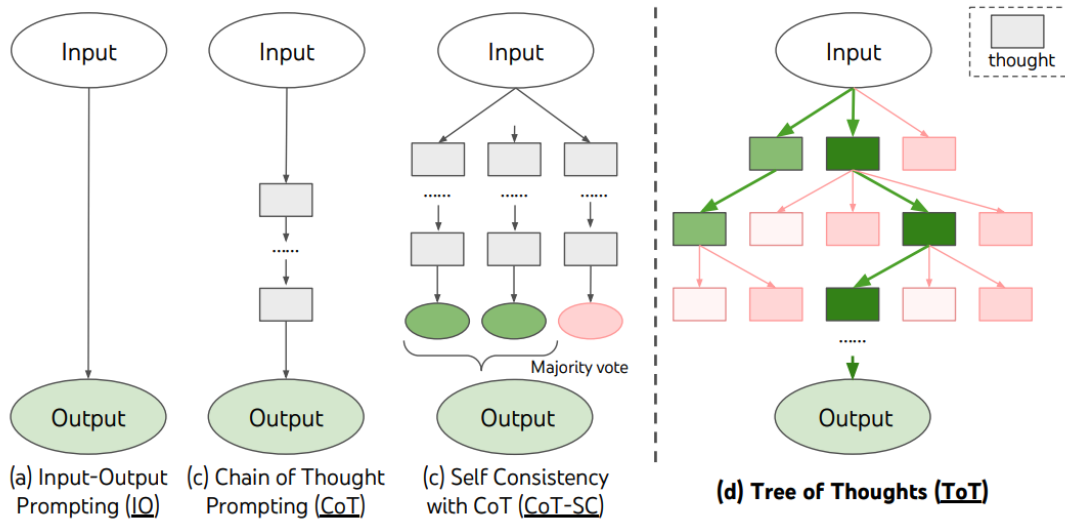 Input
Input
Input
Input
thought
......
......
......
......
......
Majority vote
Output
Output
Output
Output
(a) Input-Output
Prompting (IO)
(c) Chain of Thought
Prompting (CoT)
(c) Self Consistency
with CoT (CoT-SC)
(d) Tree of Thoughts (ToT)